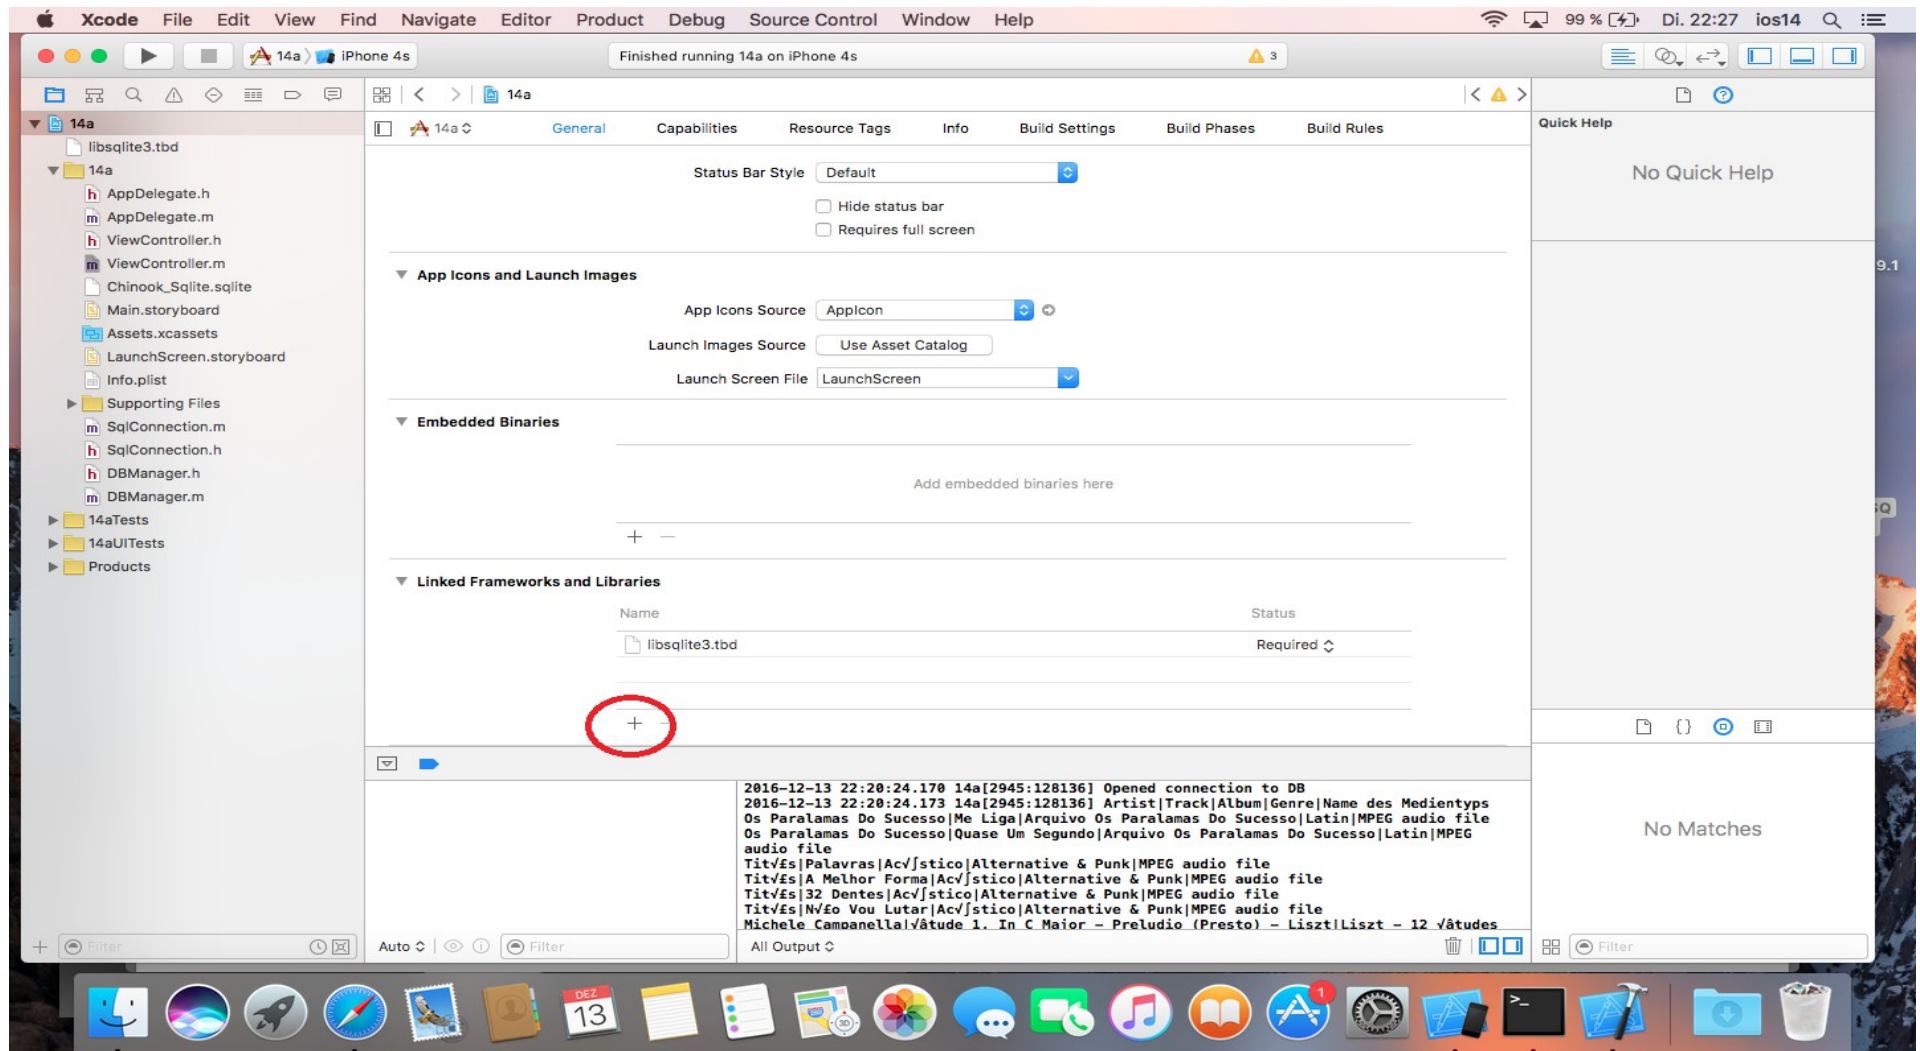 Xcode File Edit View Find Navigate Editor Product Debug Source Control Window Help 99 % Di. 22:27 ios14
14a iPhone 4s Finished running 14a on iPhone 4s 3
14a
14a General Capabilities Resource Tags Info Build Settings Build Phases Build Rules
14a
libsqlite3.tbd
14a
h AppDelegate.h
m AppDelegate.m
h ViewController.h
m ViewController.m
Chinook_Sqlite.sqlite
Main.storyboard
Assets.xcassets
LaunchScreen.storyboard
Info.plist
Supporting Files
m SqlConnection.m
h SqlConnection.h
h DBManager.h
m DBManager.m
14aTests
14aUITests
Products
Status Bar Style Default
Hide status bar
Requires full screen
App Icons and Launch Images
App Icons Source AppIcon
Launch Images Source Use Asset Catalog
Launch Screen File LaunchScreen
Embedded Binaries
Add embedded binaries here
+ −
Linked Frameworks and Libraries
Name Status
libsqlite3.tbd Required
+ −
Quick Help
No Quick Help
9.1
SQ
{}
No Matches
2016-12-13 22:20:24.170 14a[2945:128136] Opened connection to DB
2016-12-13 22:20:24.173 14a[2945:128136] Artist|Track|Album|Genre|Name des Medientyps
Os Paralamas Do Sucesso|Me Liga|Arquivo Os Paralamas Do Sucesso|Latin|MPEG audio file
Os Paralamas Do Sucesso|Quase Um Segundo|Arquivo Os Paralamas Do Sucesso|Latin|MPEG
audio file
Tit√£s|Palavras|Ac√∫stico|Alternative & Punk|MPEG audio file
Tit√£s|A Melhor Forma|Ac√∫stico|Alternative & Punk|MPEG audio file
Tit√£s|32 Dentes|Ac√∫stico|Alternative & Punk|MPEG audio file
Tit√£s|N√£o Vou Lutar|Ac√∫stico|Alternative & Punk|MPEG audio file
Michele Campanella|√âtude 1, In C Major – Preludio (Presto) – Liszt|Liszt – 12 √âtudes
+ Filter Auto Filter All Output Filter
DEZ
13
3D
1
>_